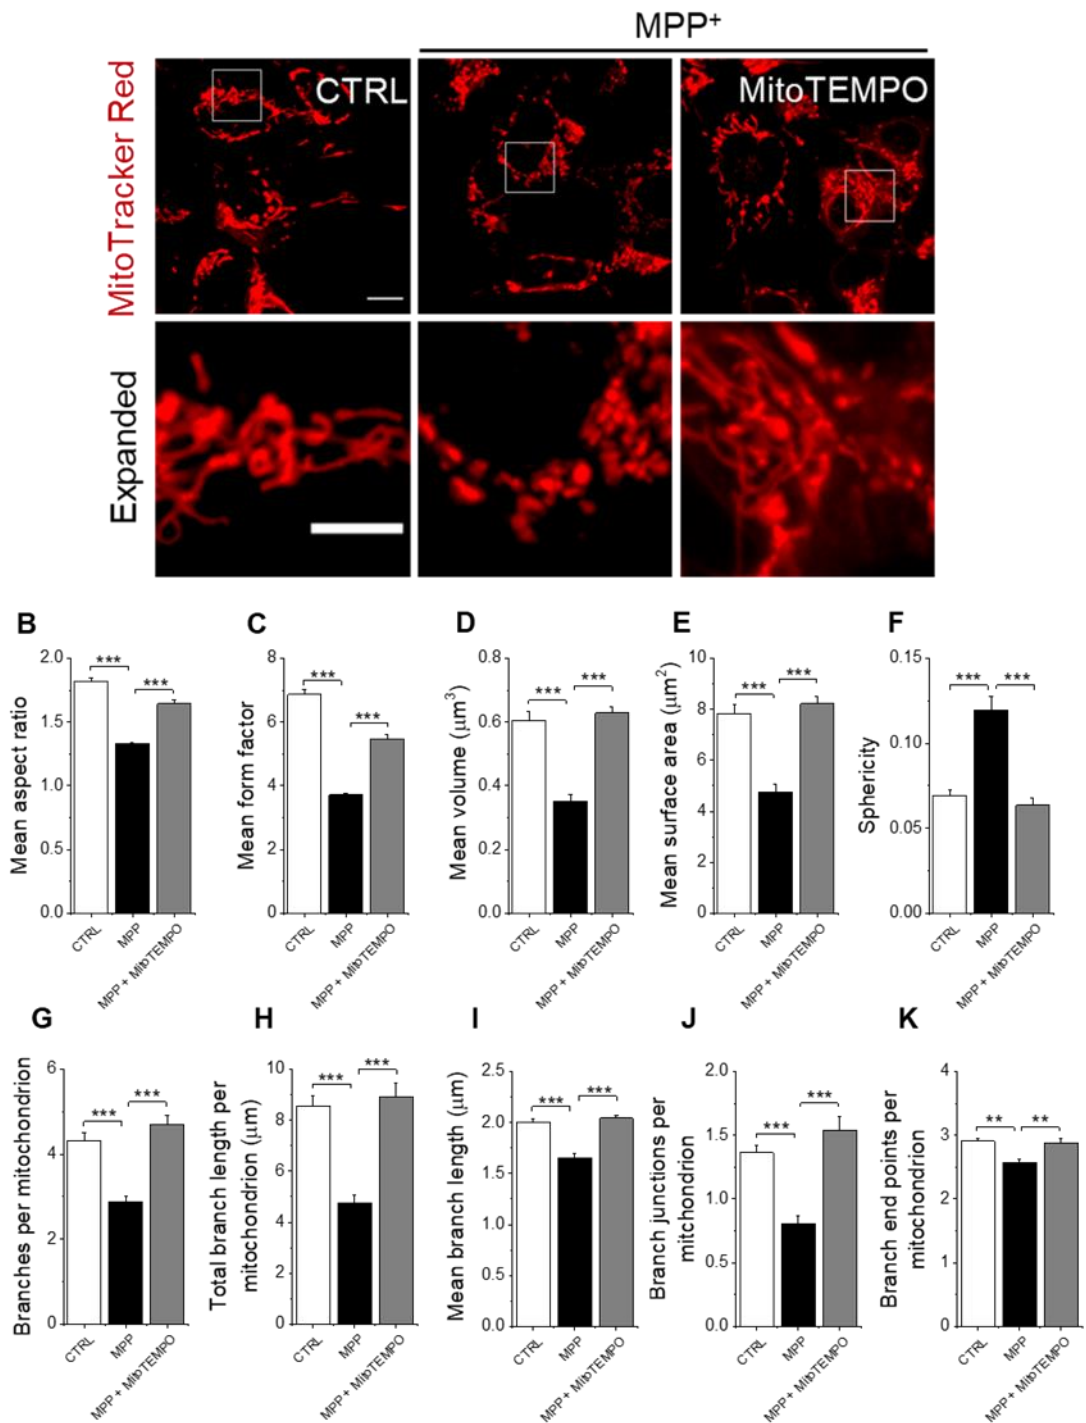 MPP+
MitoTracker Red
CTRL
MitoTEMPO
Expanded
B
Mean aspect ratio
2.0
1.5
1.0
0.5
0.0
***
***
CTRL
MPP
MPP + MitoTEMPO
C
Mean form factor
8
6
4
2
0
***
***
CTRL
MPP
MPP + MitoTEMPO
D
Mean volume (μm³)
0.8
0.6
0.4
0.2
0.0
***
***
CTRL
MPP
MPP + MitoTEMPO
E
Mean surface area (μm²)
10
8
6
4
2
0
***
***
CTRL
MPP
MPP + MitoTEMPO
F
Sphericity
0.15
0.10
0.05
0.00
***
***
CTRL
MPP
MPP + MitoTEMPO
G
Branches per mitochondrion
6
4
2
0
***
***
CTRL
MPP
MPP + MitoTEMPO
H
Total branch length per
mitochondrion (μm)
10
8
6
4
2
0
***
***
CTRL
MPP
MPP + MitoTEMPO
I
Mean branch length (μm)
2.5
2.0
1.5
1.0
0.5
0.0
***
***
CTRL
MPP
MPP + MitoTEMPO
J
Branch junctions per
mitchondrion
2.0
1.5
1.0
0.5
0.0
***
***
CTRL
MPP
MPP + MitoTEMPO
K
Branch end points per
mitochondrion
4
3
2
1
0
**
**
CTRL
MPP
MPP + MitoTEMPO